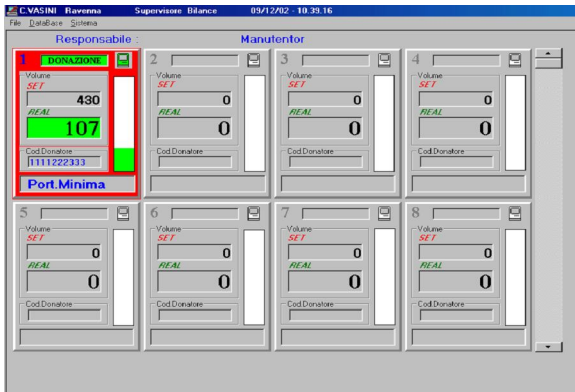 C.VASINI Ravenna Supervisore Bilance 09/12/02 - 10.39.16
File DataBase Sistema
Responsabile : Manutentor
1 DONAZIONE
Volume
SET
430
REAL
107
Cod.Donatore
1111222333
Port.Minima
2
Volume
SET
0
REAL
0
Cod.Donatore
3
Volume
SET
0
REAL
0
Cod.Donatore
4
Volume
SET
0
REAL
0
Cod.Donatore
5
Volume
SET
0
REAL
0
Cod.Donatore
6
Volume
SET
0
REAL
0
Cod.Donatore
7
Volume
SET
0
REAL
0
Cod.Donatore
8
Volume
SET
0
REAL
0
Cod.Donatore